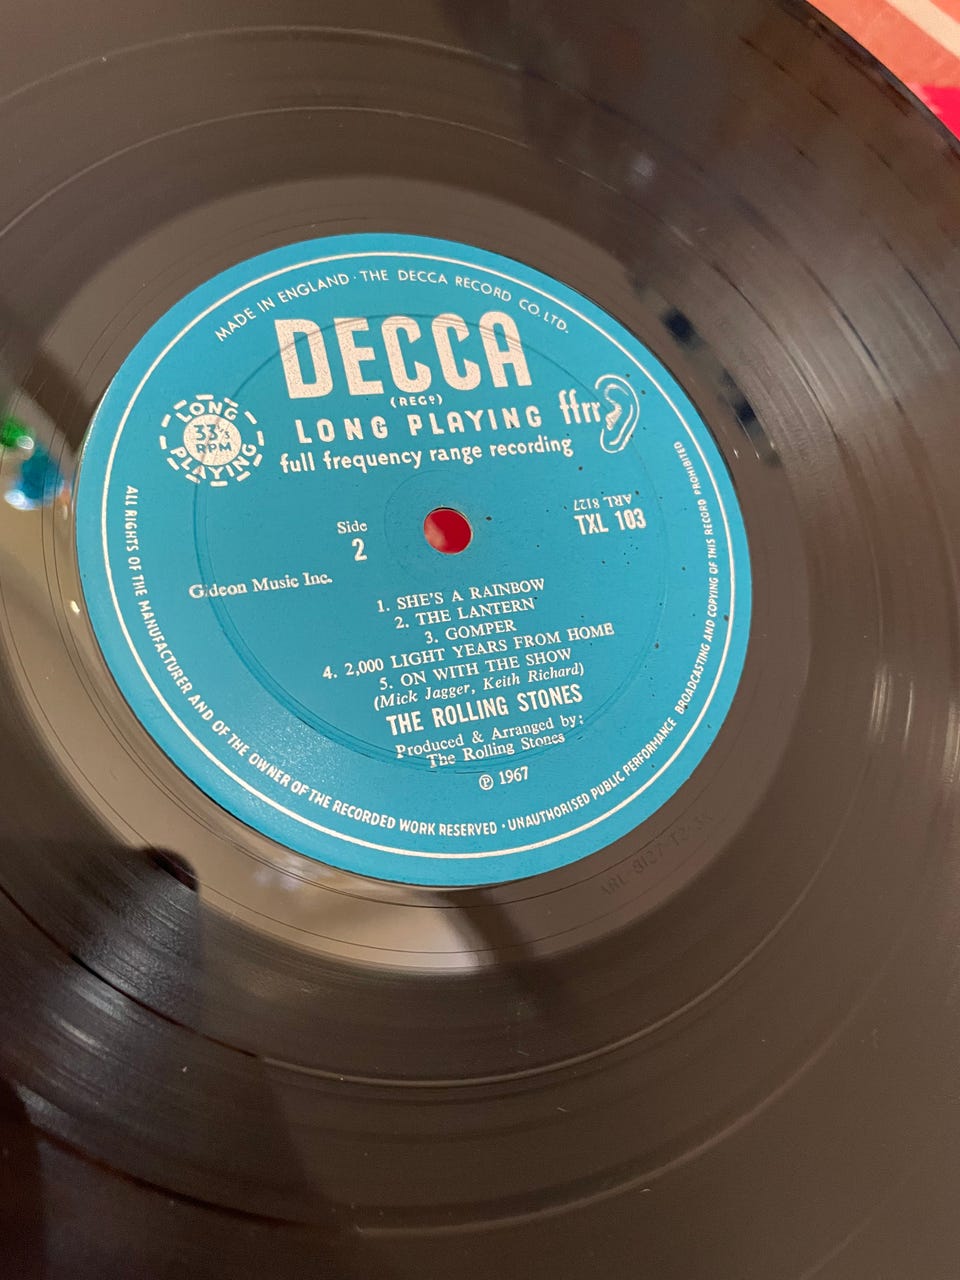 MADE IN ENGLAND · THE DECCA RECORD CO. LTD.
DECCA
(REGᴰ)
LONG PLAYING ffrr
full frequency range recording
LONG
33⅓
RPM
PLAYING
ARL 8127
TXL 103
Side
2
Gideon Music Inc.
1. SHE'S A RAINBOW
2. THE LANTERN
3. GOMPER
4. 2,000 LIGHT YEARS FROM HOME
5. ON WITH THE SHOW
(Mick Jagger, Keith Richard)
THE ROLLING STONES
Produced & Arranged by:
The Rolling Stones
℗ 1967
ALL RIGHTS OF THE MANUFACTURER AND OF THE OWNER OF THE RECORDED WORK RESERVED · UNAUTHORISED PUBLIC PERFORMANCE BROADCASTING AND COPYING OF THIS RECORD PROHIBITED